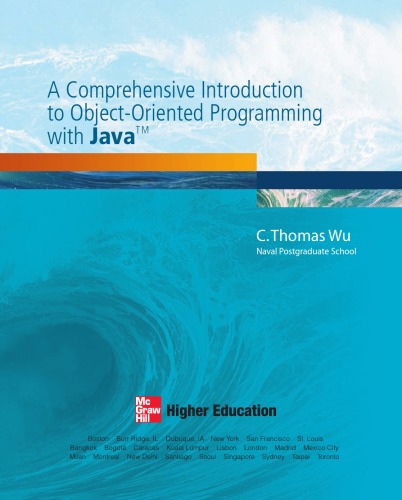 A Comprehensive Introduction
to Object-Oriented Programming
with Java™
C. Thomas Wu
Naval Postgraduate School
Mc
Graw
Hill
Higher Education
Boston Burr Ridge, IL Dubuque, IA New York San Francisco St. Louis
Bangkok Bogotá Caracas Kuala Lumpur Lisbon London Madrid Mexico City
Milan Montreal New Delhi Santiago Seoul Singapore Sydney Taipei Toronto